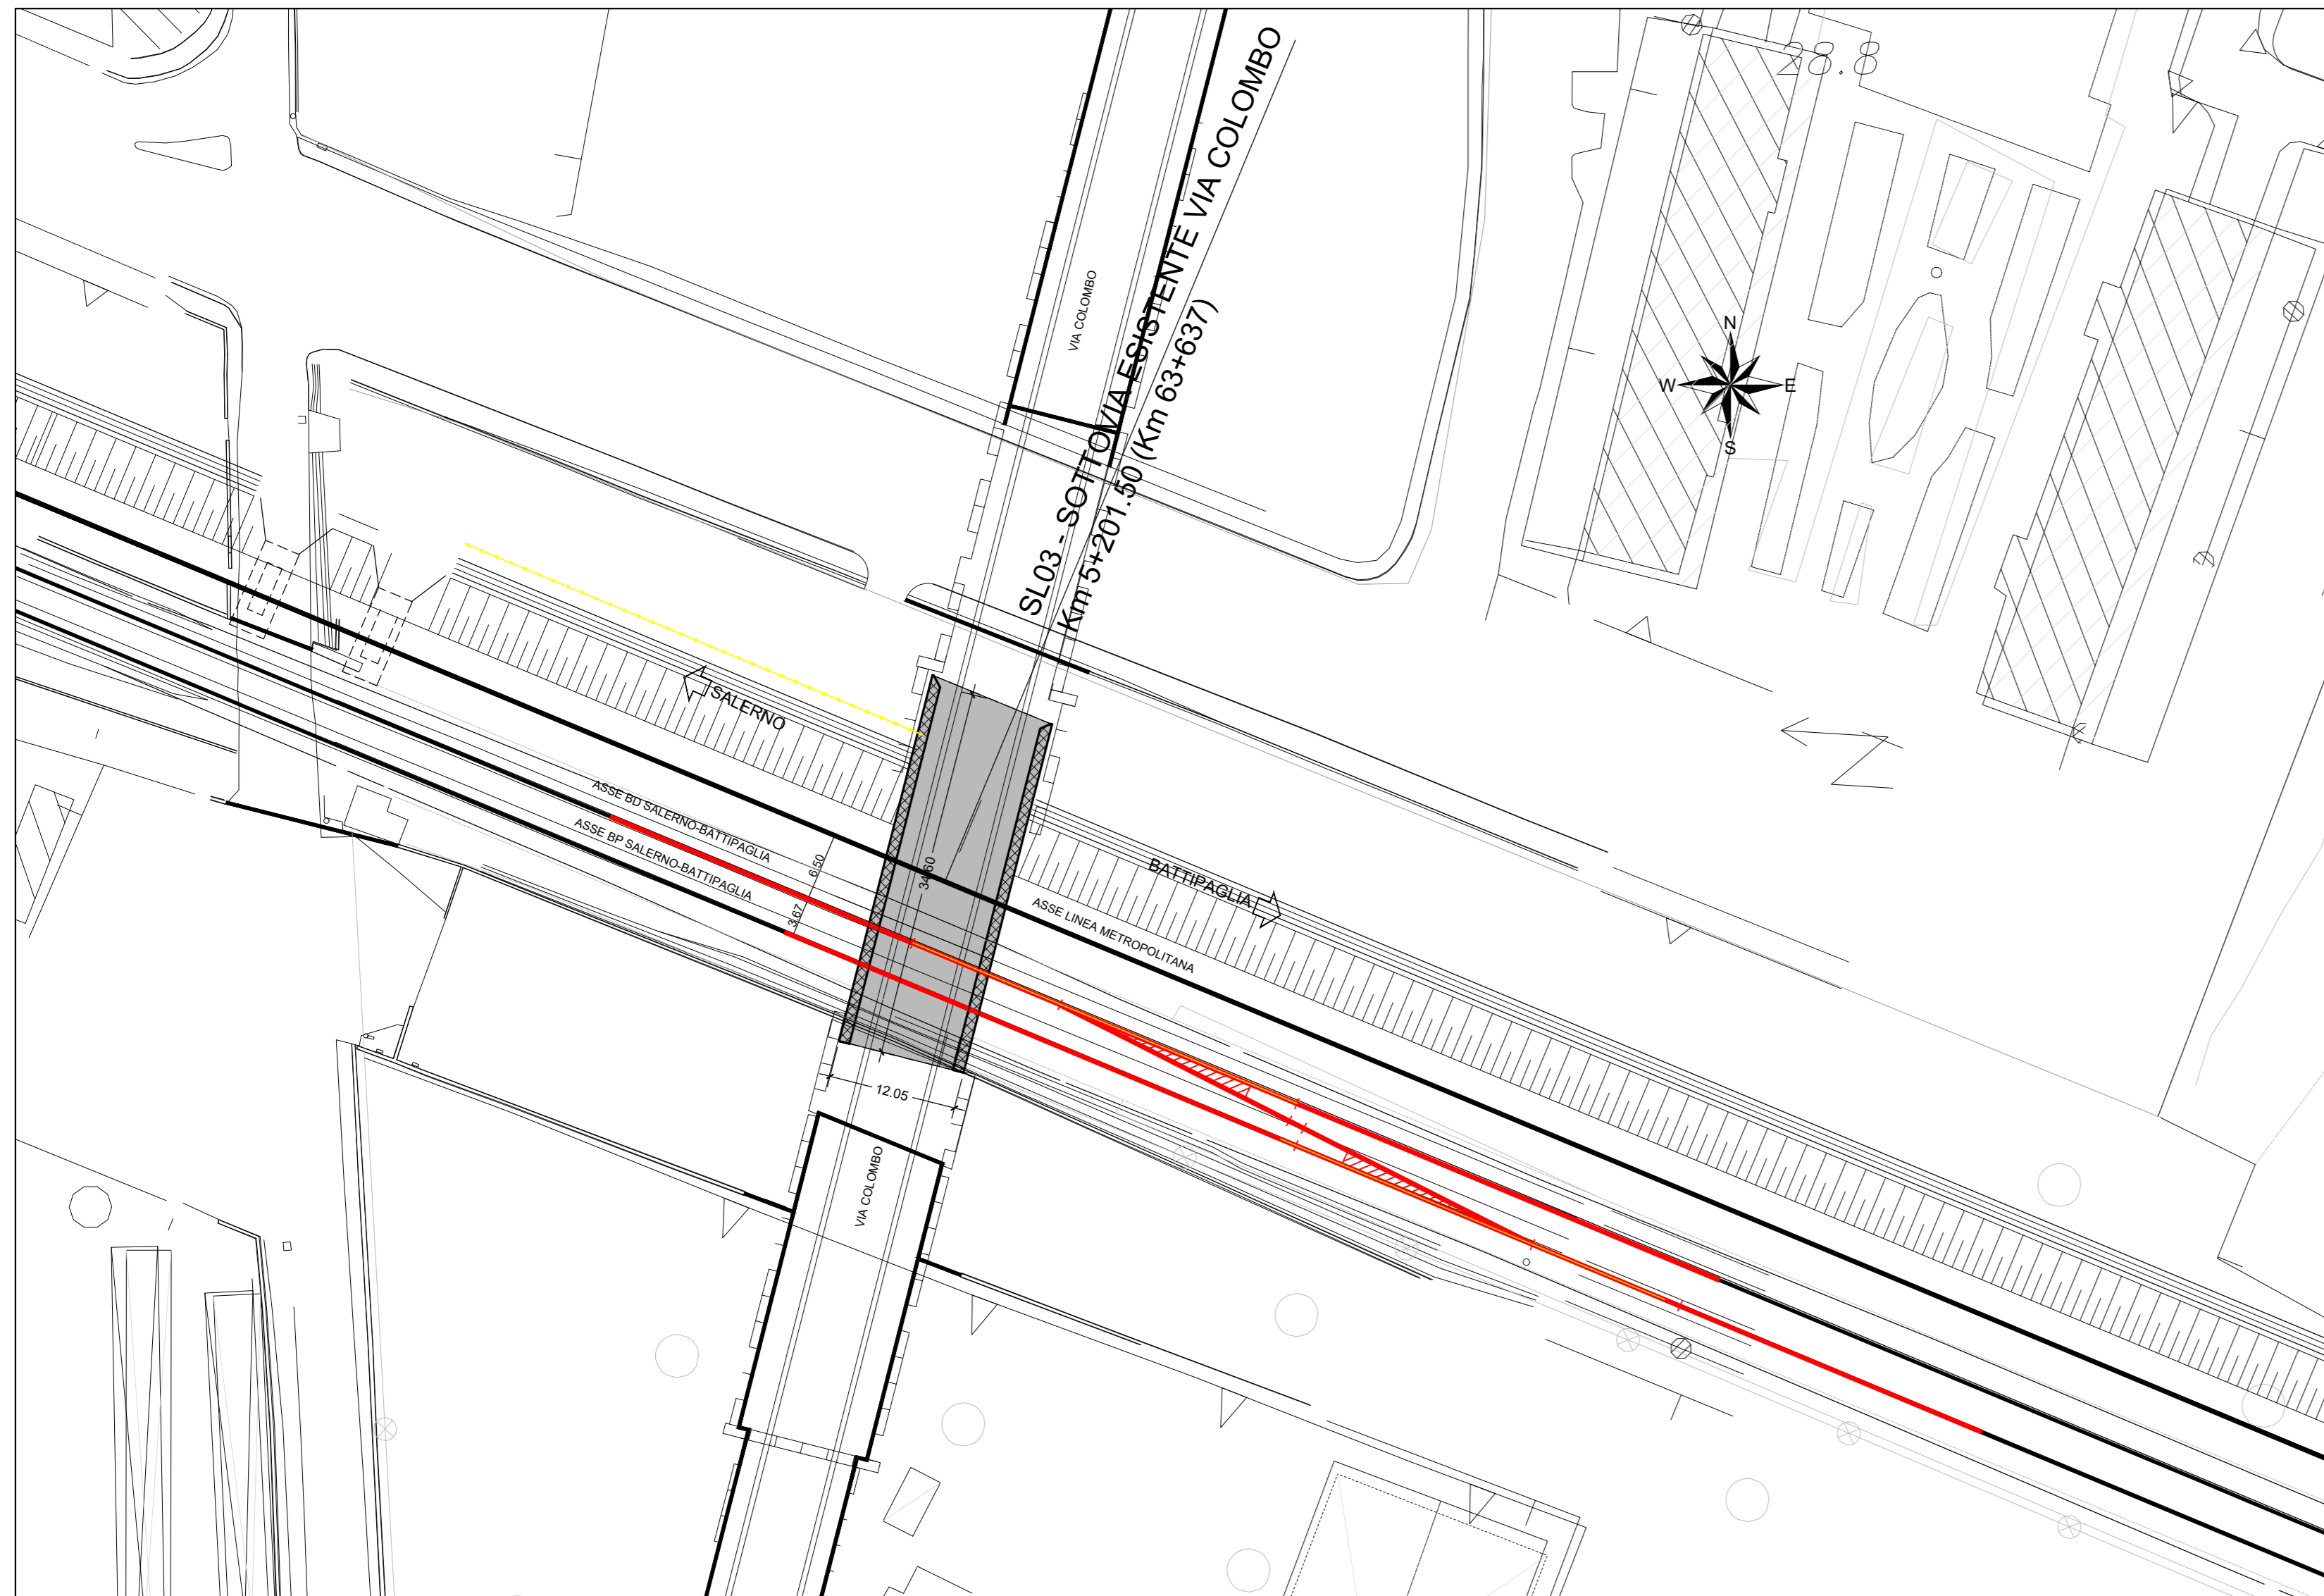 28.8
SL03 - SOTTOVIA ESISTENTE VIA COLOMBO
Km 5+201.50 (Km 63+637)
VIA COLOMBO
N
W
E
S
SALERNO
ASSE BD SALERNO-BATTIPAGLIA
ASSE BP SALERNO-BATTIPAGLIA
6.50
3.67
34.60
BATTIPAGLIA
ASSE LINEA METROPOLITANA
12.05
VIA COLOMBO